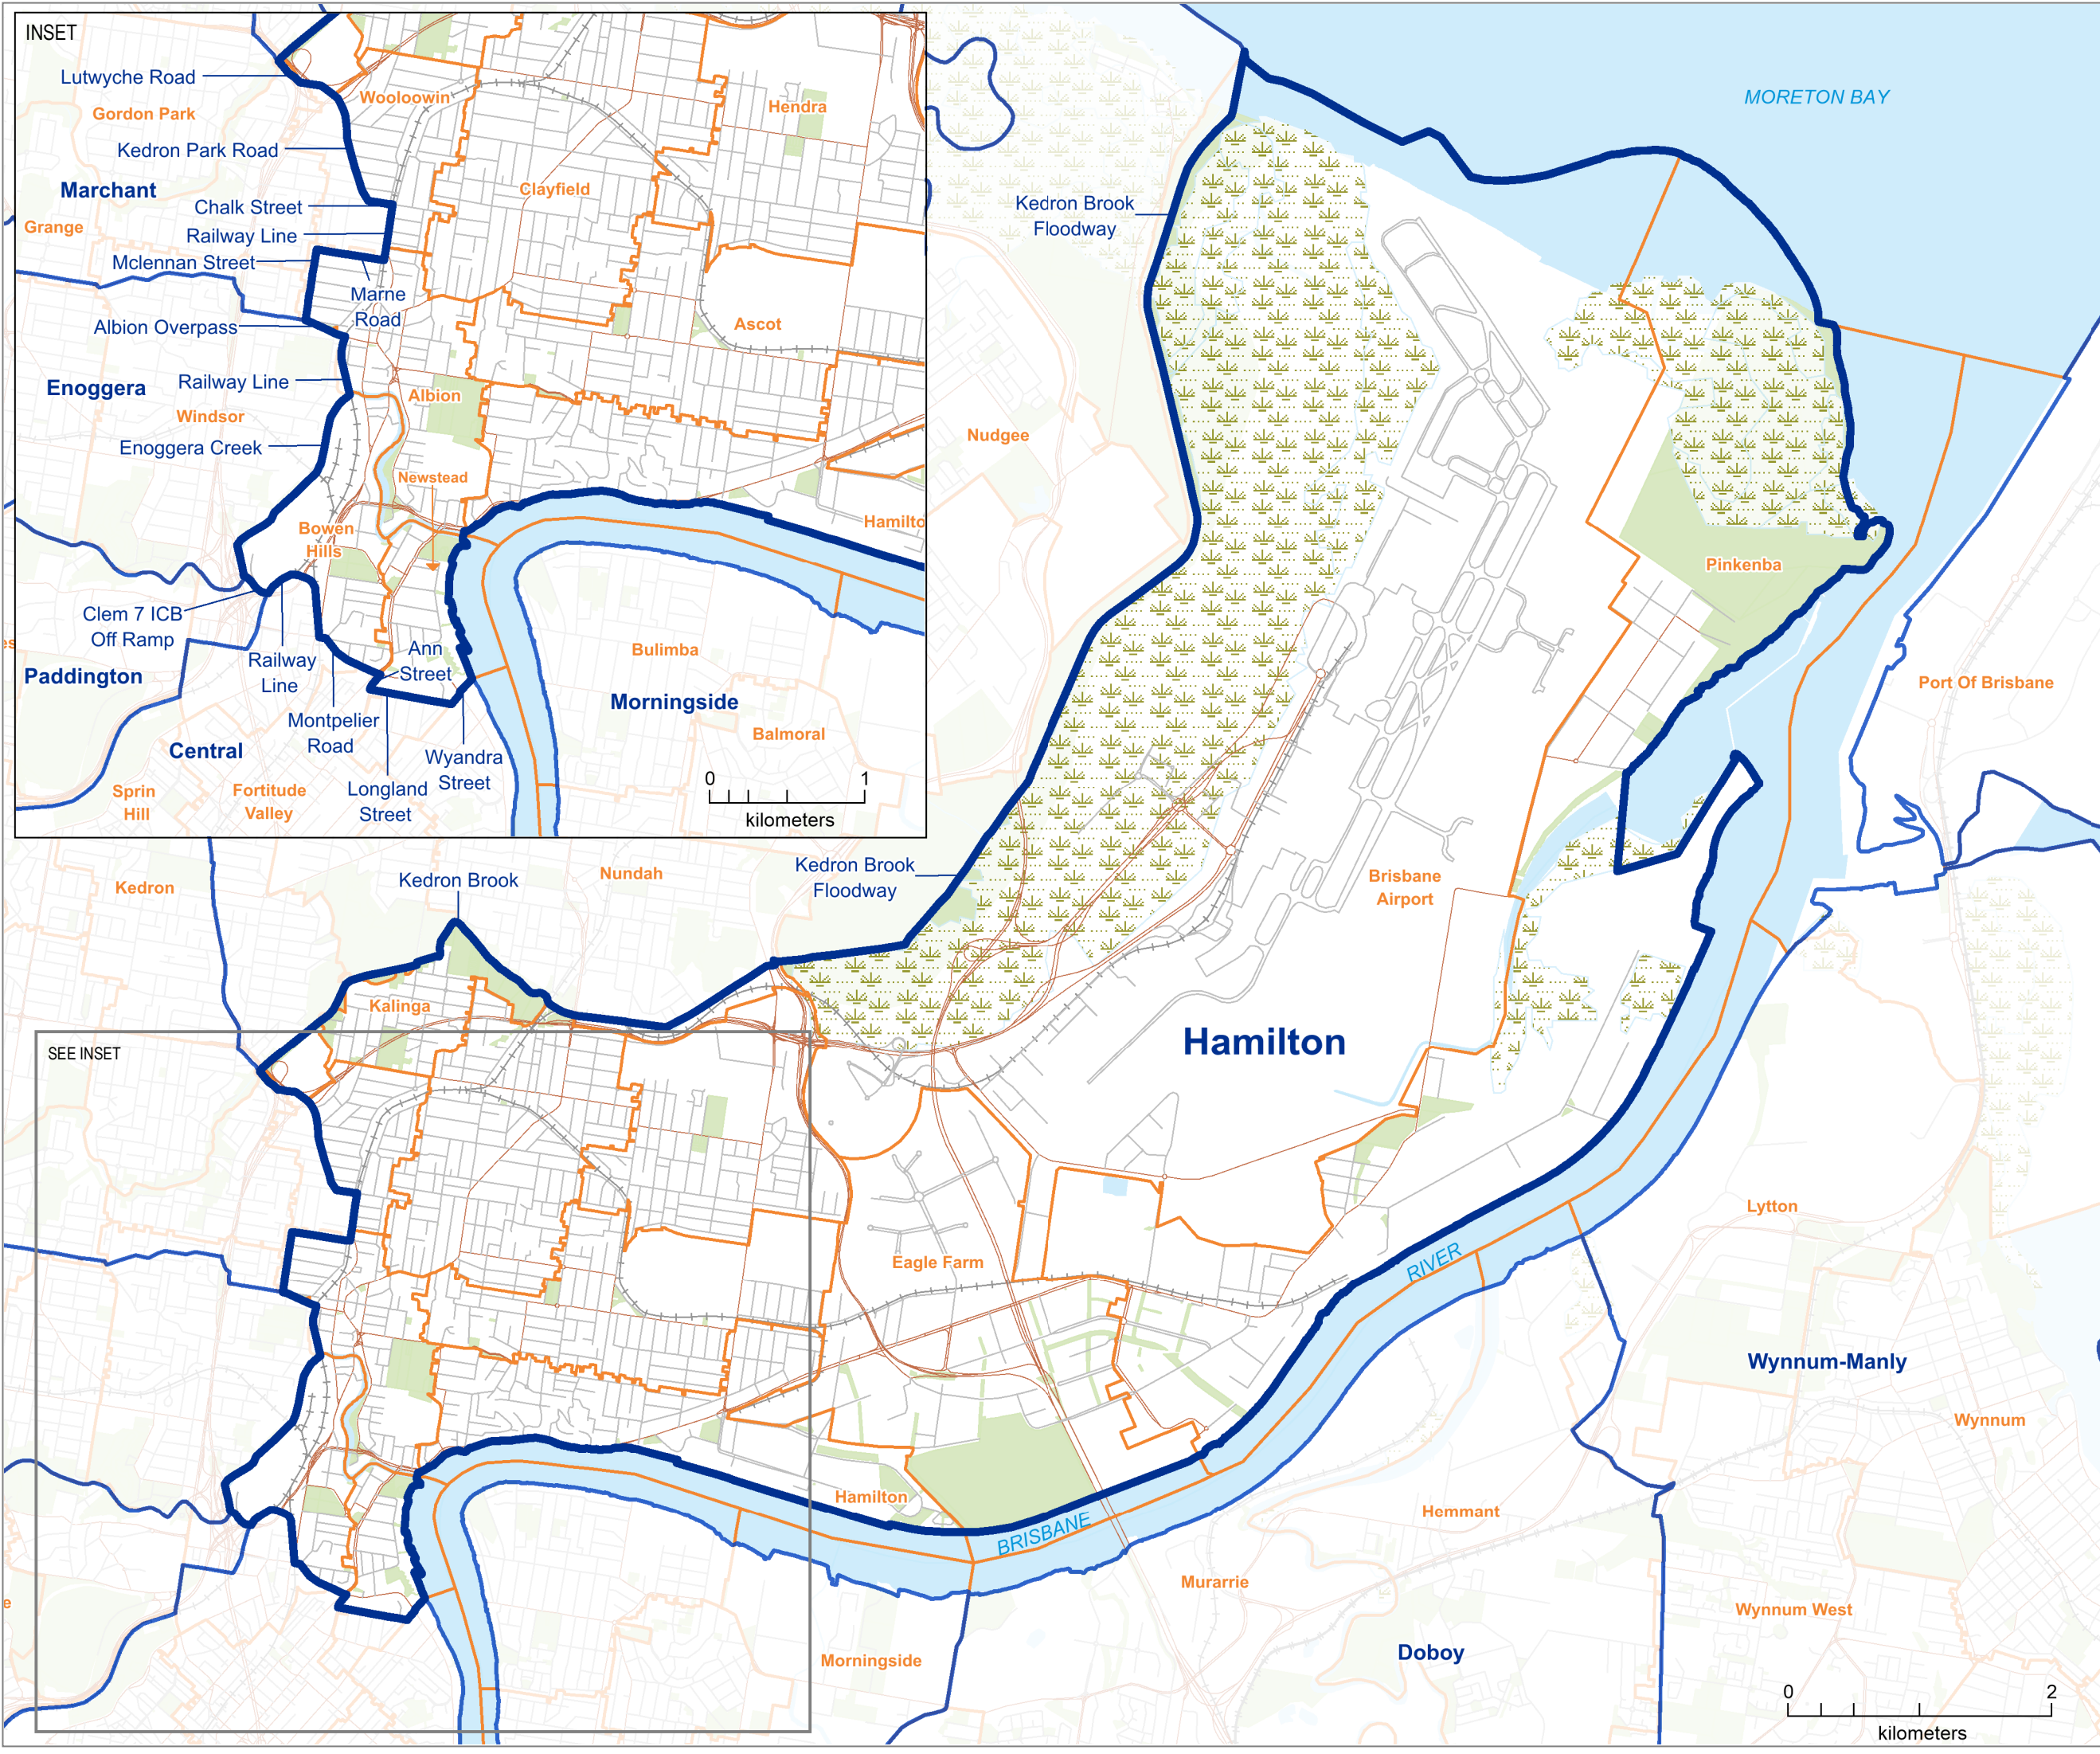 INSET
Lutwyche Road
Gordon Park
Kedron Park Road
Marchant
Chalk Street
Grange
Railway Line
Mclennan Street
Marne
Road
Albion Overpass
Enoggera
Railway Line
Windsor
Enoggera Creek
Wooloowin
Hendra
Clayfield
Ascot
Albion
Newstead
Bowen
Hills
Hamilto
Clem 7 ICB
Off Ramp
Paddington
Railway
Line
Ann
Street
Montpelier
Road
Central
Wyandra
Street
Longland
Street
Sprin
Hill
Fortitude
Valley
Bulimba
Morningside
Balmoral
0 1
kilometers
MORETON BAY
Kedron Brook
Floodway
Nudgee
Pinkenba
Port Of Brisbane
Kedron
Kedron Brook
Nundah
Kedron Brook
Floodway
Brisbane
Airport
Kalinga
Hamilton
SEE INSET
Lytton
Eagle Farm
RIVER
Wynnum-Manly
Wynnum
Hamilton
BRISBANE
Hemmant
Murarrie
Wynnum West
Doboy
Morningside
0 2
kilometers